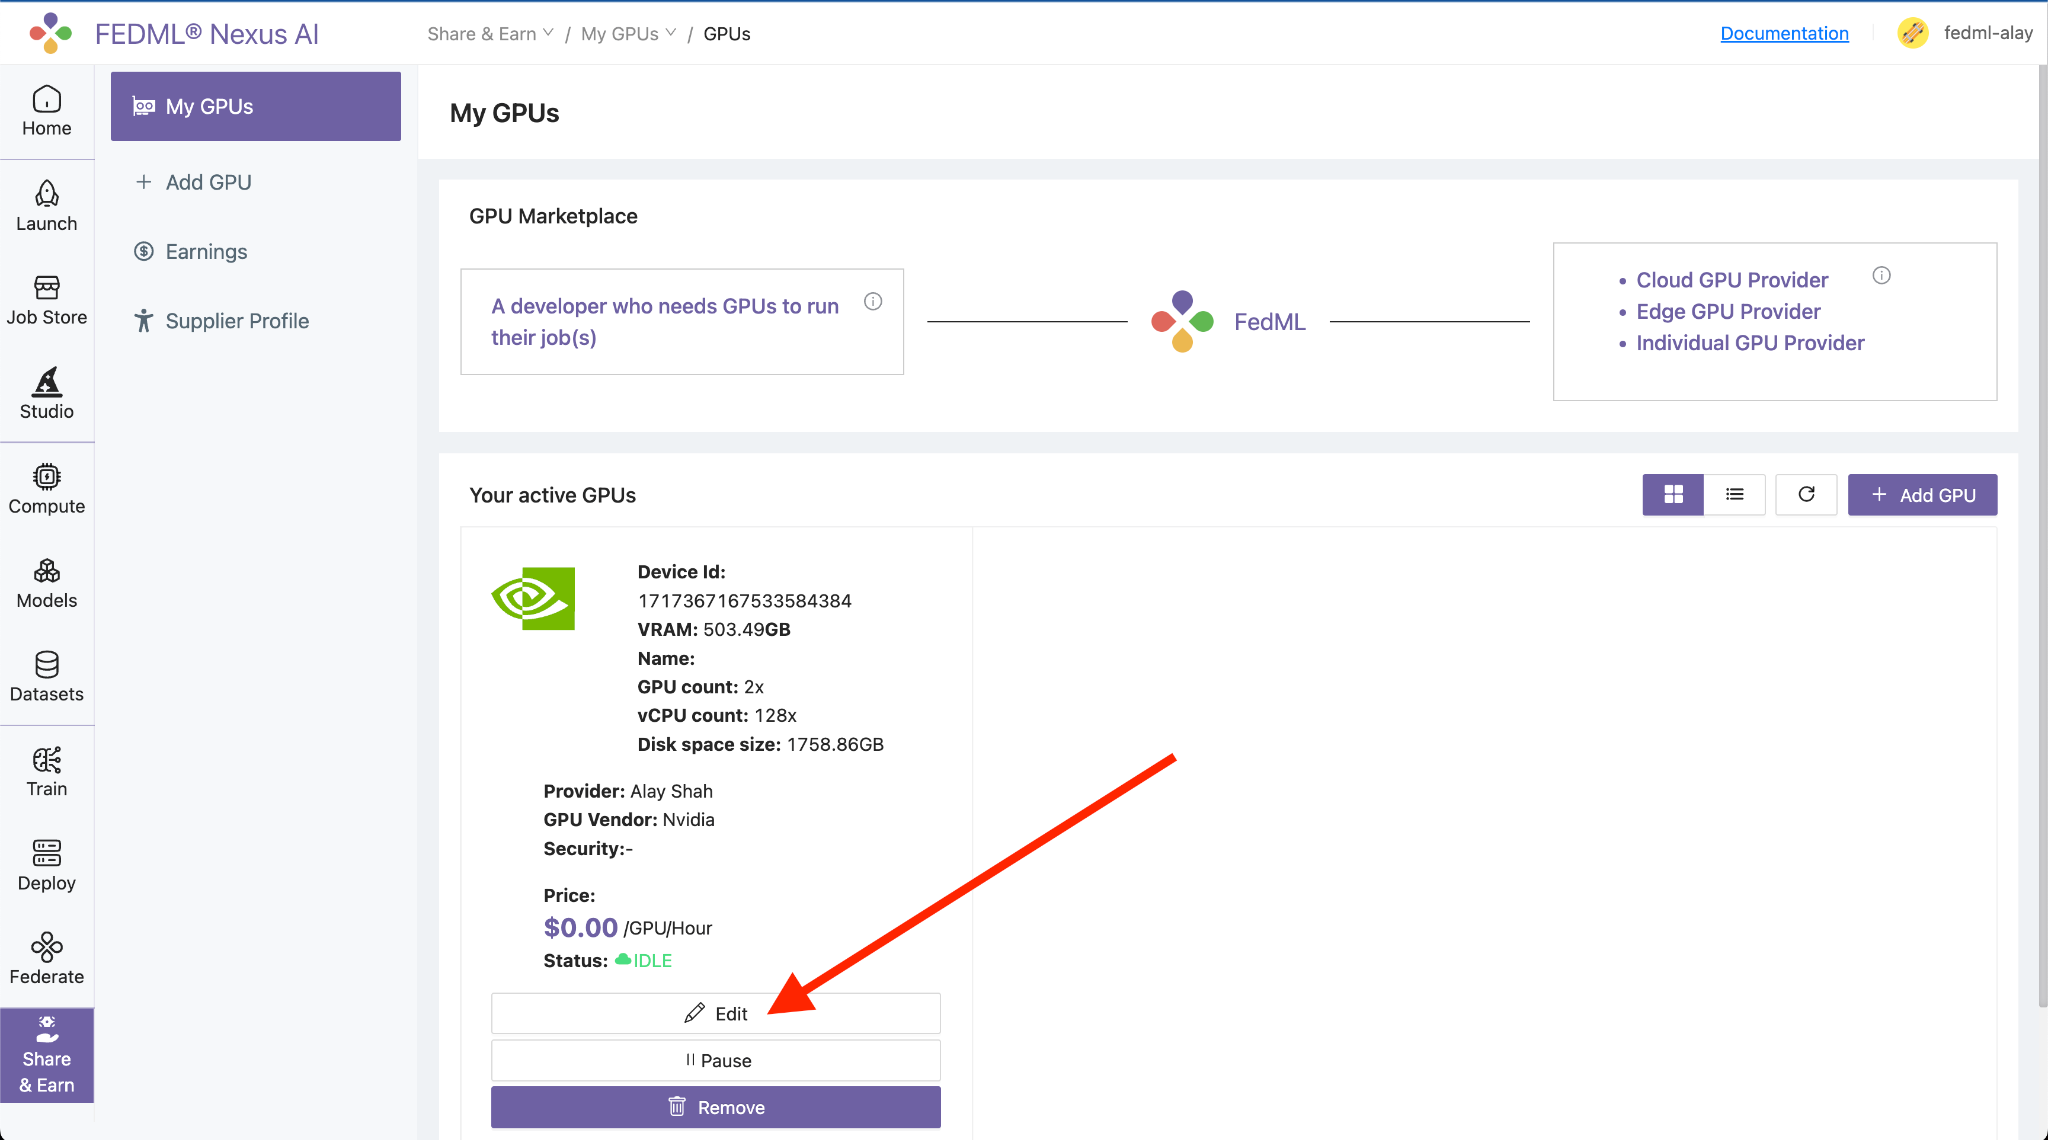 FEDML® Nexus AI
Share & Earn / My GPUs / GPUs
Documentation
fedml-alay
Home
Launch
Job Store
Studio
Compute
Models
Datasets
Train
Deploy
Federate
Share
& Earn
My GPUs
+ Add GPU
Earnings
Supplier Profile
My GPUs
GPU Marketplace
A developer who needs GPUs to run
their job(s)
FedML
• Cloud GPU Provider
• Edge GPU Provider
• Individual GPU Provider
Your active GPUs
+ Add GPU
Device Id:
1717367167533584384
VRAM: 503.49GB
Name:
GPU count: 2x
vCPU count: 128x
Disk space size: 1758.86GB
Provider: Alay Shah
GPU Vendor: Nvidia
Security:-
Price:
$0.00 /GPU/Hour
Status: IDLE
Edit
Pause
Remove